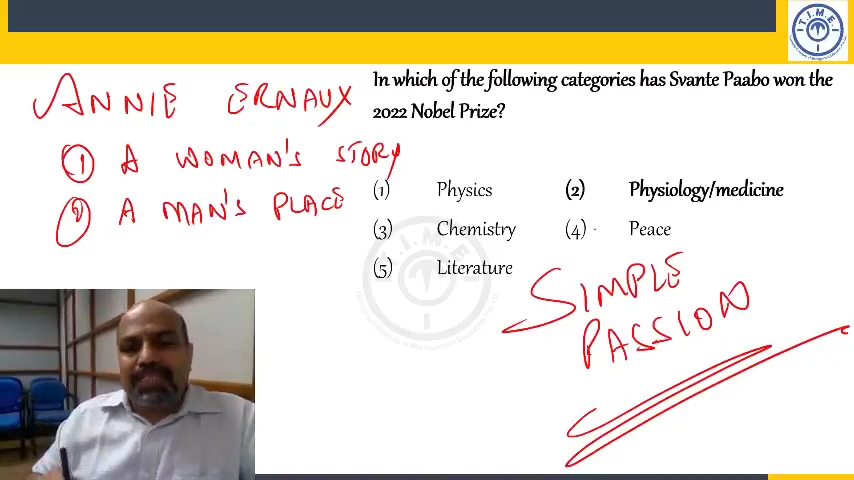 T.I.M.E.
In which of the following categories has Svante Paabo won the
2022 Nobel Prize?
ANNIE ERNAUX
① A WOMAN'S STORY
② A MAN'S PLACE
(1) Physics (2) Physiology/medicine
(3) Chemistry (4) Peace
(5) Literature
T.I.M.E.
SIMPLE
PASSION